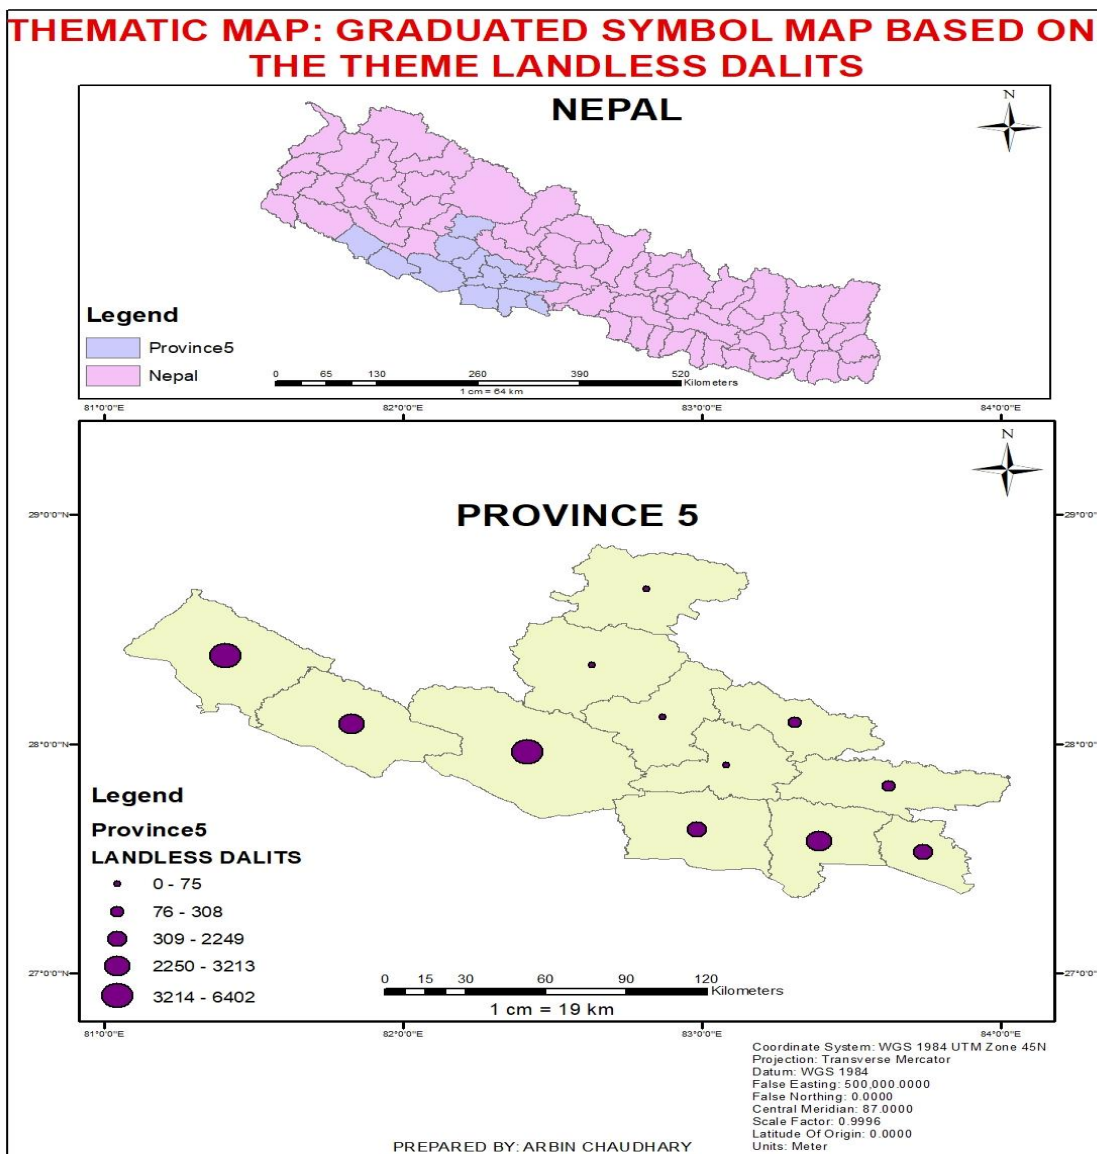 THEMATIC MAP: GRADUATED SYMBOL MAP BASED ON
THE THEME LANDLESS DALITS
NEPAL
N
Legend
Province5
Nepal
0 65 130 260 390 520
Kilometers
1 cm = 64 km
81°0'0"E 82°0'0"E 83°0'0"E 84°0'0"E
N
PROVINCE 5
29°0'0"N 29°0'0"N
28°0'0"N 28°0'0"N
Legend
Province5
LANDLESS DALITS
0 - 75
76 - 308
309 - 2249
2250 - 3213
3214 - 6402
27°0'0"N 27°0'0"N
0 15 30 60 90 120
Kilometers
1 cm = 19 km
81°0'0"E 82°0'0"E 83°0'0"E 84°0'0"E
Coordinate System: WGS 1984 UTM Zone 45N
Projection: Transverse Mercator
Datum: WGS 1984
False Easting: 500,000.0000
False Northing: 0.0000
Central Meridian: 87.0000
Scale Factor: 0.9996
Latitude Of Origin: 0.0000
Units: Meter
PREPARED BY: ARBIN CHAUDHARY